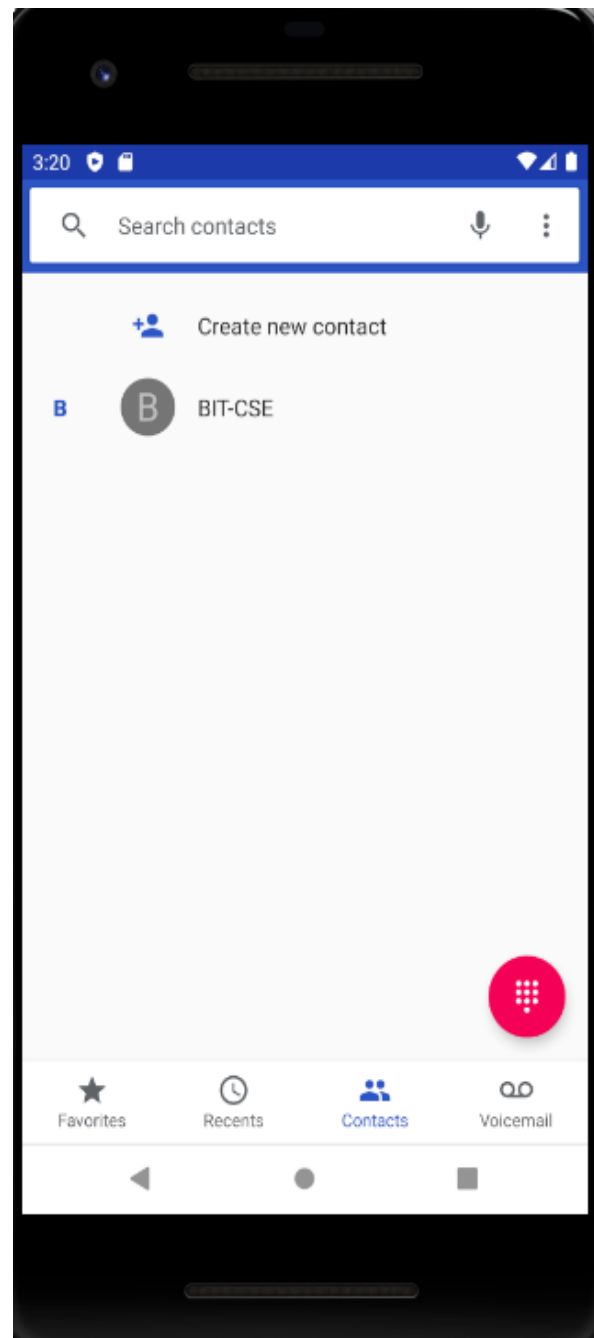 3:20
Search contacts
Create new contact
B B BIT-CSE
Favorites Recents Contacts Voicemail